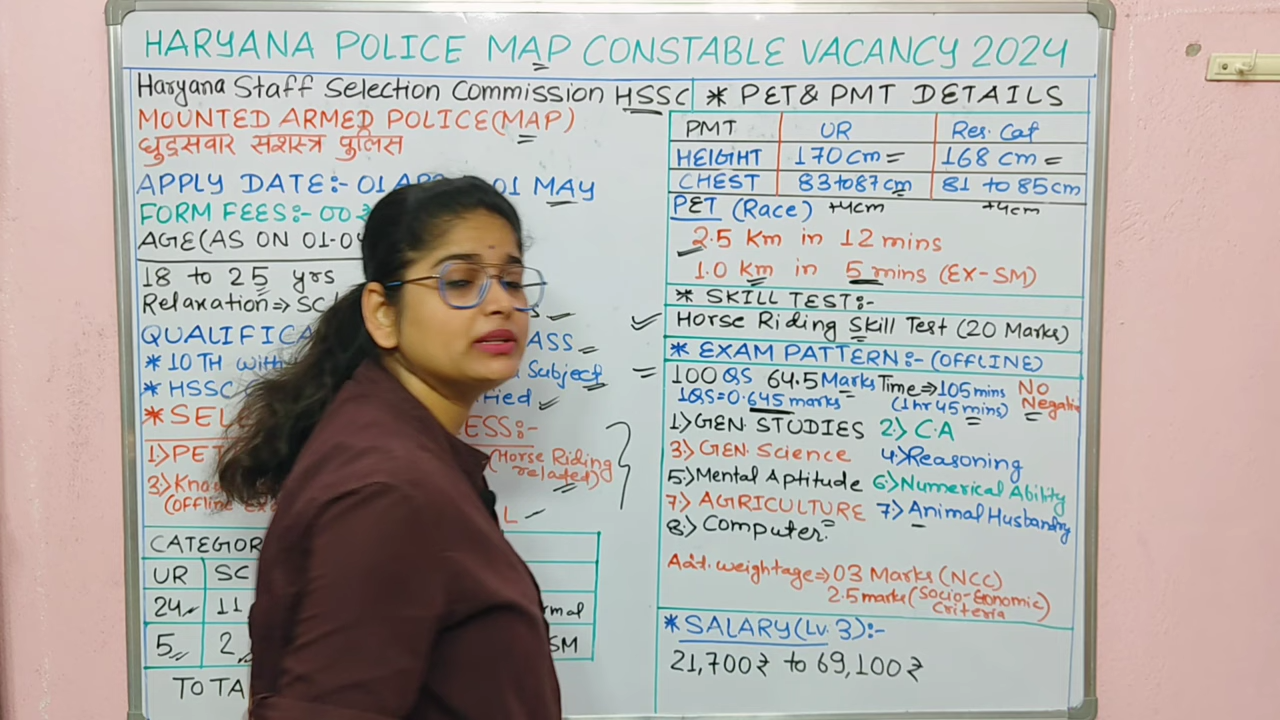 HARYANA POLICE MAP CONSTABLE VACANCY 2024
Haryana Staff Selection Commission HSSC
MOUNTED ARMED POLICE(MAP)
घुड़सवार सशस्त्र पुलिस
APPLY DATE:- 01 01 MAY
FORM FEES:- 00
AGE(AS ON 01-0
18 to 25 yrs
Relaxation⇒
ASS
* 10 TH with Subject
* HSSC
* SEL ESS:-
1.> PET (Horse Riding
related)
3.>
(Offline
L
CATEGOR
UR SC
24 11
5 2 SM
TOTA
* PET & PMT DETAILS
PMT UR Res. Cat
HEIGHT 170 cm 168 cm
CHEST 83 to 87 cm 81 to 85 cm
PET (Race) +4cm +4cm
2.5 Km in 12 mins
1.0 Km in 5 mins (EX-SM)
* SKILL TEST:-
Horse Riding Skill Test (20 Marks)
* EXAM PATTERN:- (OFFLINE)
100 QS 64.5 Marks Time⇒105 mins No
1QS=0.645 marks (1 hr 45 mins)
1.> GEN. STUDIES 2.> C.A
3.> GEN. Science 4.> Reasoning
5.> Mental Aptitude 6.> Numerical Ability
7.> AGRICULTURE 7.> Animal Husbandry
8.> Computer.
Add. weightage⇒ 03 Marks (NCC)
2.5 marks (Socio-Economic)
Criteria
* SALARY(Lv. 3):-
21,700₹ to 69,100₹